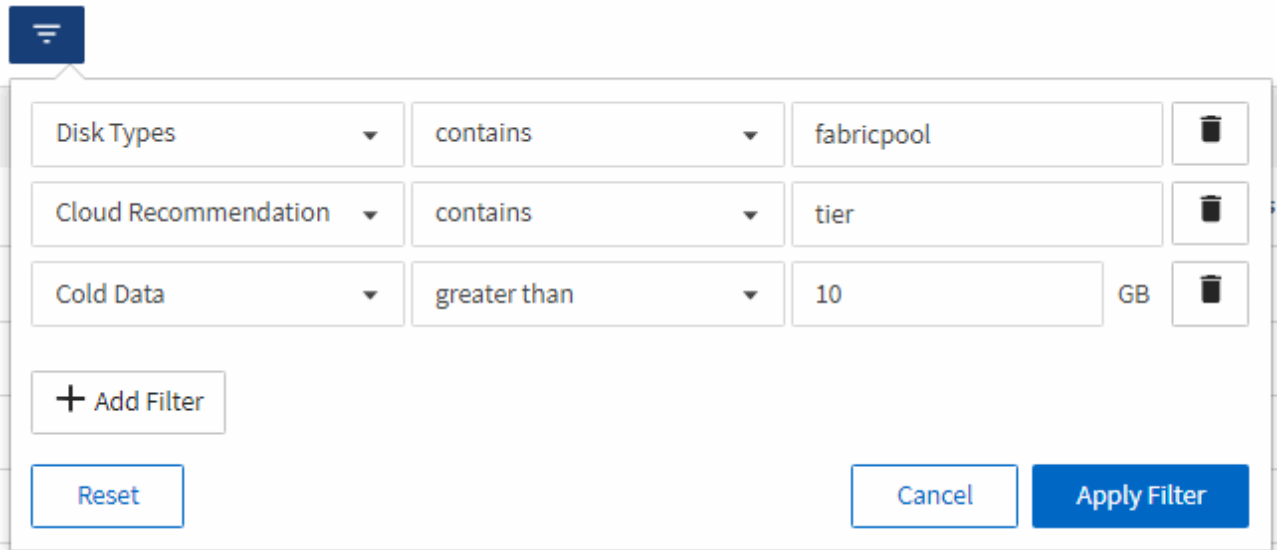 Disk Types contains fabricpool
Cloud Recommendation contains tier
Cold Data greater than 10 GB
+ Add Filter
Reset Cancel Apply Filter